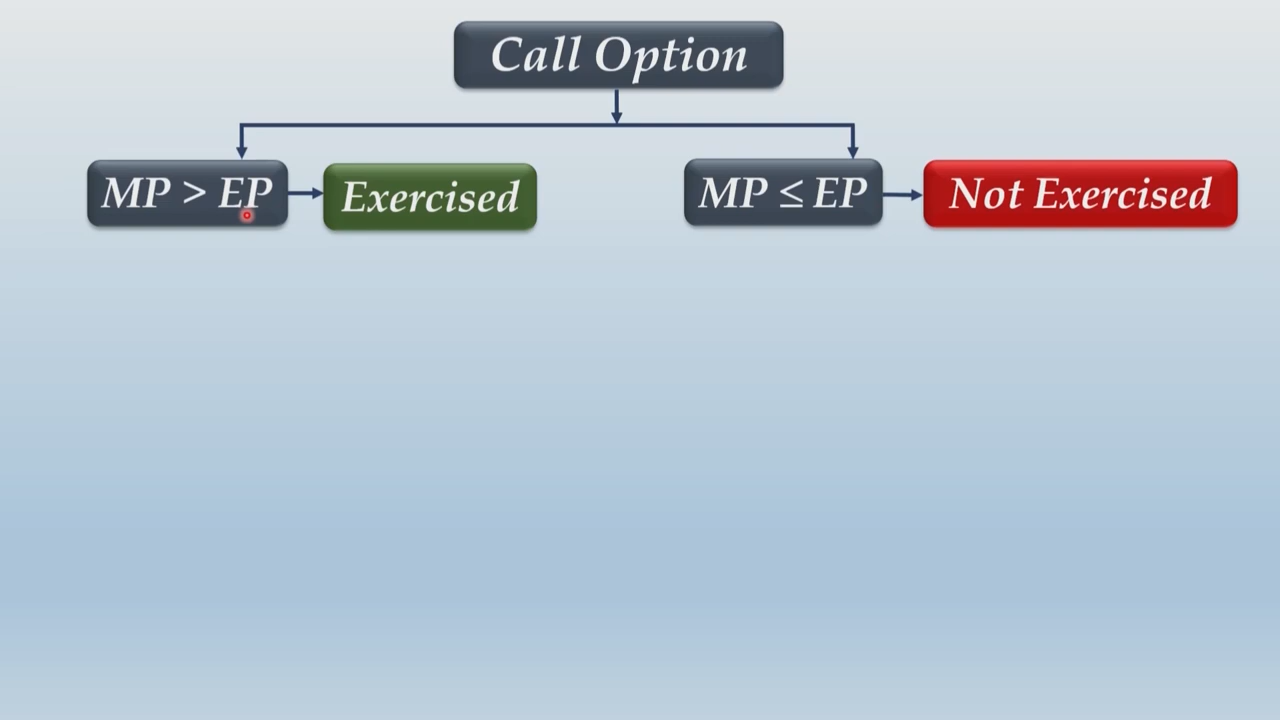 Call Option
MP > EP
Exercised
MP ≤ EP
Not Exercised